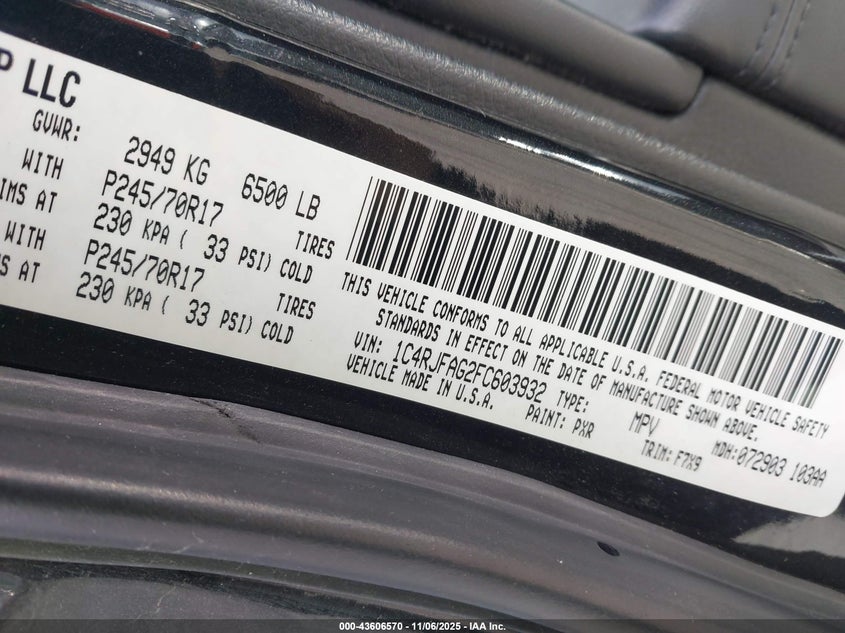 P LLC
GVWR: 2949 KG 6500 LB
WITH P245/70R17 TIRES
IMS AT 230 KPA ( 33 PSI) COLD
WITH P245/70R17 TIRES
S AT 230 KPA ( 33 PSI) COLD
THIS VEHICLE CONFORMS TO ALL APPLICABLE U.S.A. FEDERAL MOTOR VEHICLE SAFETY
STANDARDS IN EFFECT ON THE DATE OF MANUFACTURE SHOWN ABOVE.
VIN: 1C4RJFAG2FC603932 TYPE: MPV MDH:072903 103AA
VEHICLE MADE IN U.S.A. PAINT: PXR TRIM: F7X9
000-43606570 - 11/06/2025 - IAA Inc.